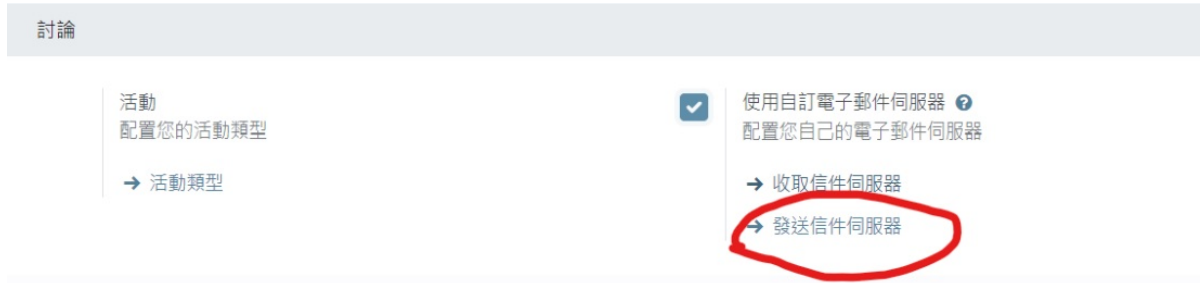 討論
活動
配置您的活動類型
→ 活動類型
使用自訂電子郵件伺服器 ?
配置您自己的電子郵件伺服器
→ 收取信件伺服器
→ 發送信件伺服器